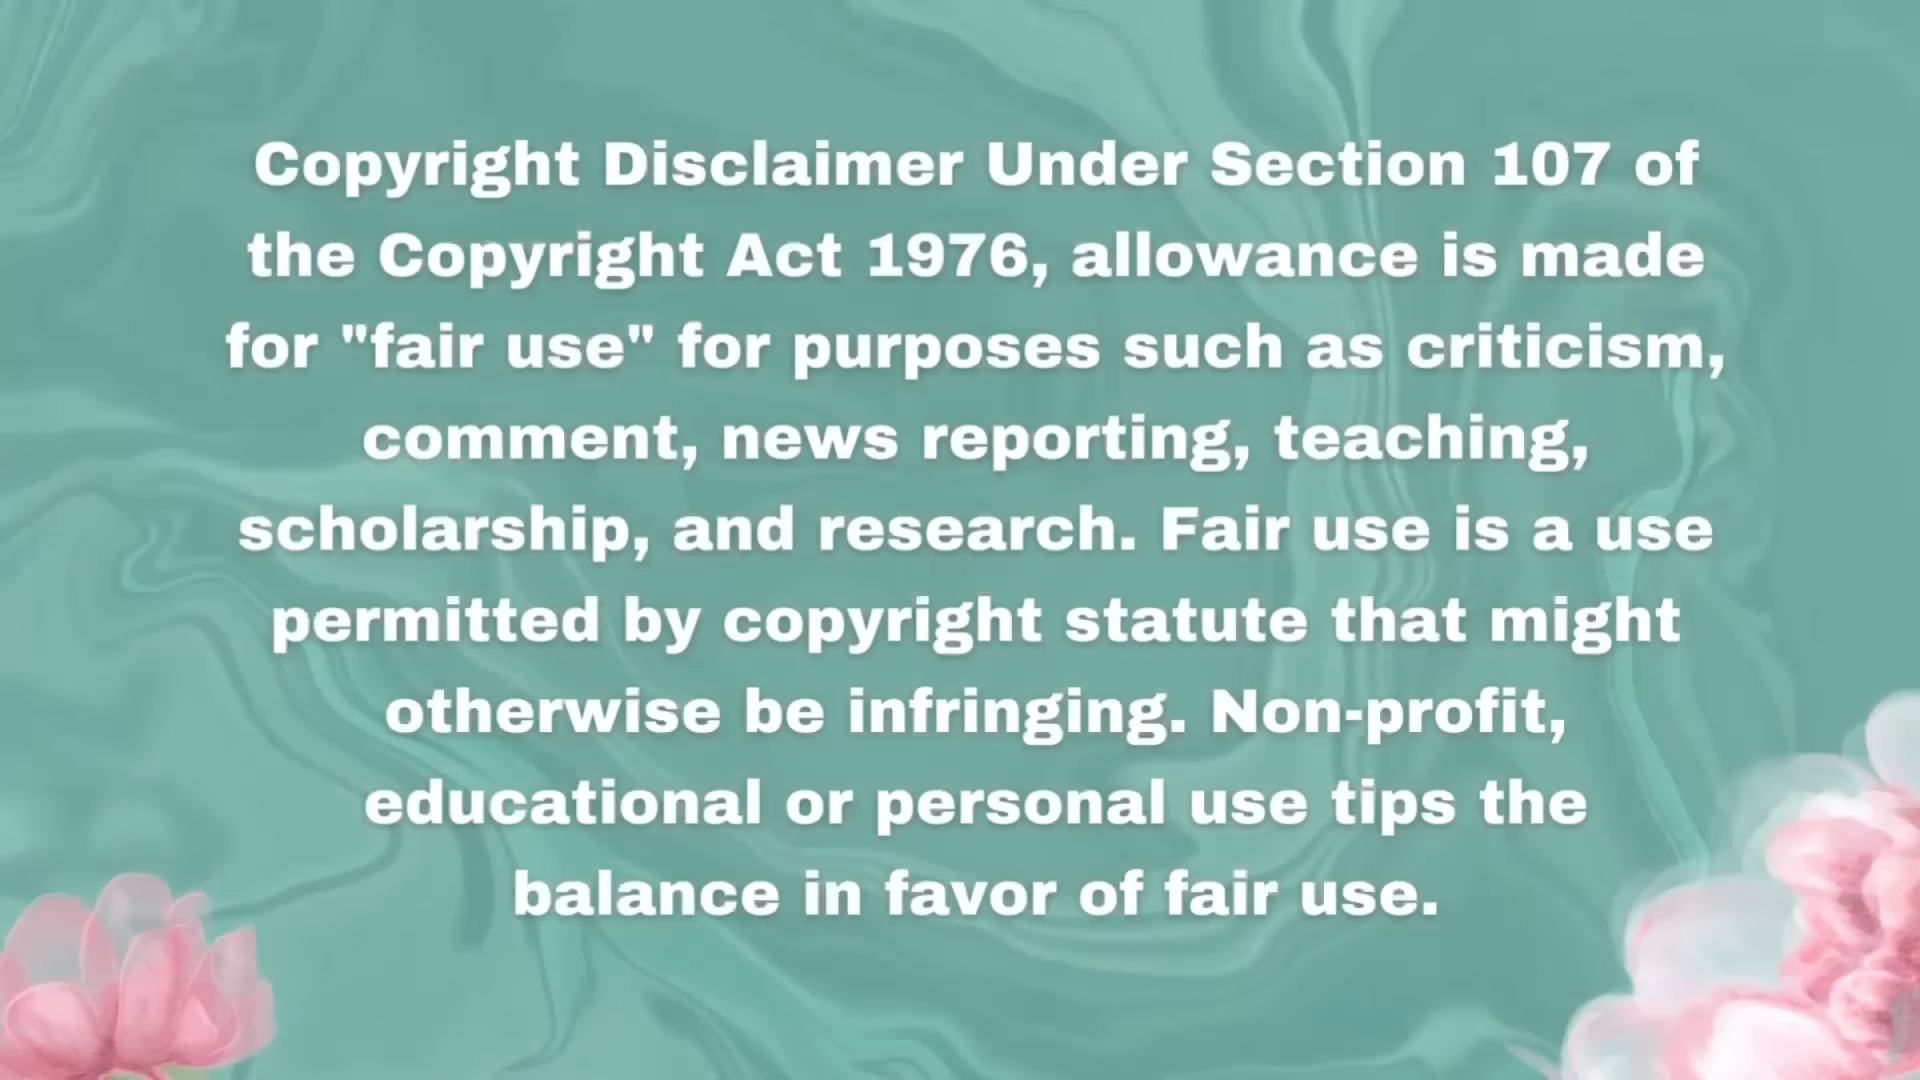 Copyright Disclaimer Under Section 107 of
the Copyright Act 1976, allowance is made
for "fair use" for purposes such as criticism,
comment, news reporting, teaching,
scholarship, and research. Fair use is a use
permitted by copyright statute that might
otherwise be infringing. Non-profit,
educational or personal use tips the
balance in favor of fair use.